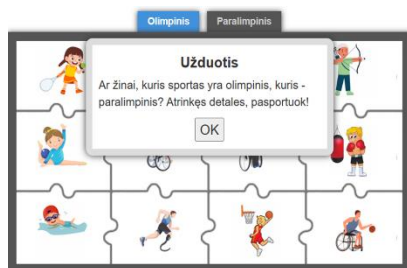 Olimpinis Paralimpinis
Užduotis
Ar žinai, kuris sportas yra olimpinis, kuris -
paralimpinis? Atrinkęs detales, pasportuok!
OK